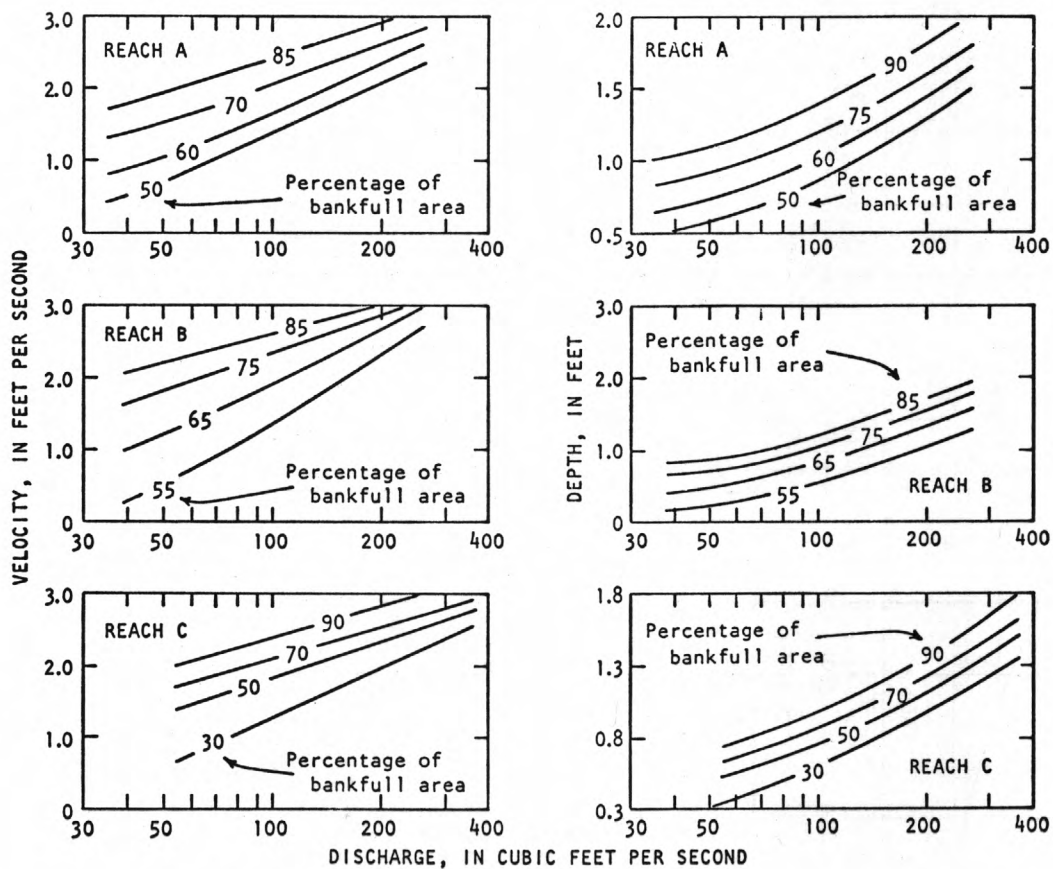 VELOCITY, IN FEET PER SECOND
3.0
2.0
1.0
0
REACH A
85
70
60
50
Percentage of
bankfull area
30 50 100 200 400
3.0
2.0
1.0
0
REACH B
85
75
65
55
Percentage of
bankfull area
30 50 100 200 400
3.0
2.0
1.0
0
REACH C
90
70
50
30
Percentage of
bankfull area
30 50 100 200 400
DEPTH, IN FEET
2.0
1.5
1.0
0.5
REACH A
90
75
60
50
Percentage of
bankfull area
30 50 100 200 400
3.0
2.0
1.0
0
Percentage of
bankfull area
85
75
65
55
REACH B
30 50 100 200 400
1.8
1.3
0.8
0.3
Percentage of
bankfull area
90
70
50
30
REACH C
30 50 100 200 400
DISCHARGE, IN CUBIC FEET PER SECOND